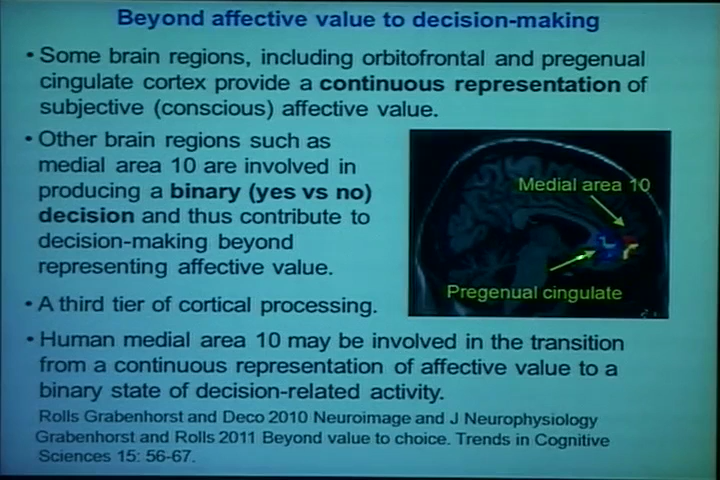 Beyond affective value to decision-making
• Some brain regions, including orbitofrontal and pregenual
cingulate cortex provide a continuous representation of
subjective (conscious) affective value.
• Other brain regions such as
medial area 10 are involved in
producing a binary (yes vs no)
decision and thus contribute to
decision-making beyond
representing affective value.
Medial area 10
Pregenual cingulate
• A third tier of cortical processing.
• Human medial area 10 may be involved in the transition
from a continuous representation of affective value to a
binary state of decision-related activity.
Rolls Grabenhorst and Deco 2010 Neuroimage and J Neurophysiology
Grabenhorst and Rolls 2011 Beyond value to choice. Trends in Cognitive
Sciences 15: 56-67.